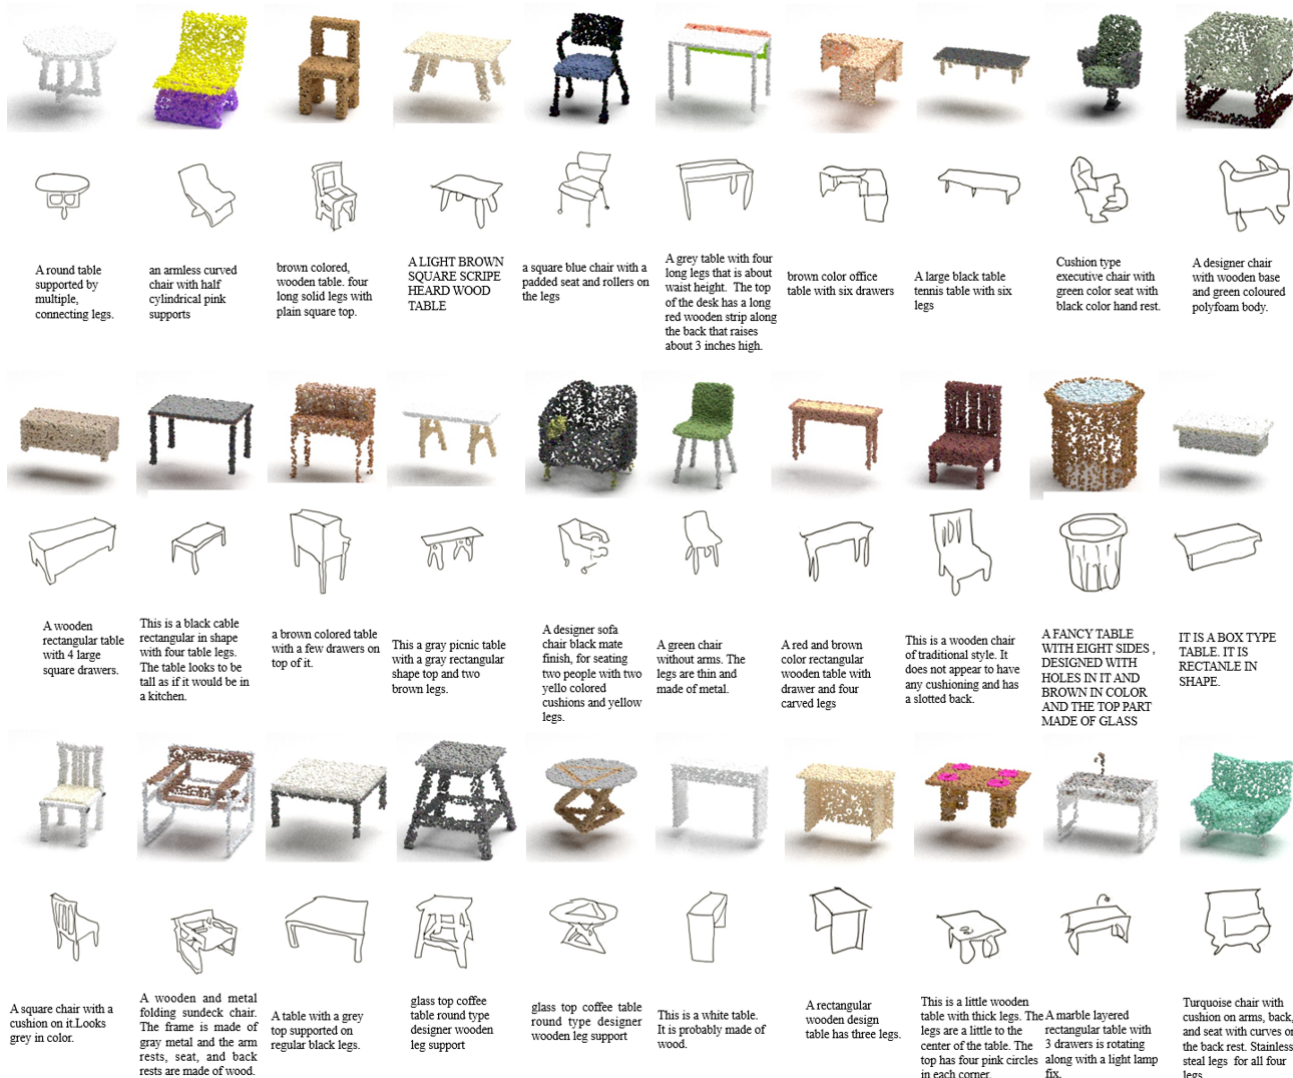 A round table
supported by
multiple,
connecting legs.
an armless curved
chair with half
cylindrical pink
supports
brown colored,
wooden table. four
long solid legs with
plain square top.
A LIGHT BROWN
SQUARE SCRIPE
HEARD WOOD
TABLE
a square blue chair with a
padded seat and rollers on
the legs
A grey table with four
long legs that is about
waist height. The top
of the desk has a long
red wooden strip along
the back that raises
about 3 inches high.
brown color office
table with six drawers
A large black table
tennis table with six
legs
Cushion type
executive chair with
green color seat with
black color hand rest.
A designer chair
with wooden base
and green coloured
polyfoam body.
A wooden
rectangular table
with 4 large
square drawers.
This is a black cable
rectangular in shape
with four table legs.
The table looks to be
tall as if it would be in
a kitchen.
a brown colored table
with a few drawers on
top of it.
This a gray picnic table
with a gray rectangular
shape top and two
brown legs.
A designer sofa
chair black mate
finish, for seating
two people with two
yello colored
cushions and yellow
legs.
A green chair
without arms. The
legs are thin and
made of metal.
A red and brown
color rectangular
wooden table with
drawer and four
carved legs
This is a wooden chair
of traditional style. It
does not appear to have
any cushioning and has
a slotted back.
A FANCY TABLE
WITH EIGHT SIDES ,
DESIGNED WITH
HOLES IN IT AND
BROWN IN COLOR
AND THE TOP PART
MADE OF GLASS
IT IS A BOX TYPE
TABLE. IT IS
RECTANLE IN
SHAPE.
A square chair with a
cushion on it.Looks
grey in color.
A wooden and metal
folding sundeck chair.
The frame is made of
gray metal and the arm
rests, seat, and back
rests are made of wood.
A table with a grey
top supported on
regular black legs.
glass top coffee
table round type
designer wooden
leg support
glass top coffee table
round type designer
wooden leg support
This is a white table.
It is probably made of
wood.
A rectangular
wooden design
table has three legs.
This is a little wooden
table with thick legs. The
legs are a little to the
center of the table. The
top has four pink circles
in each corner.
A marble layered
rectangular table with
3 drawers is rotating
along with a light lamp
fix.
Turquoise chair with
cushion on arms, back,
and seat with curves on
the back rest. Stainless
steal legs for all four
legs